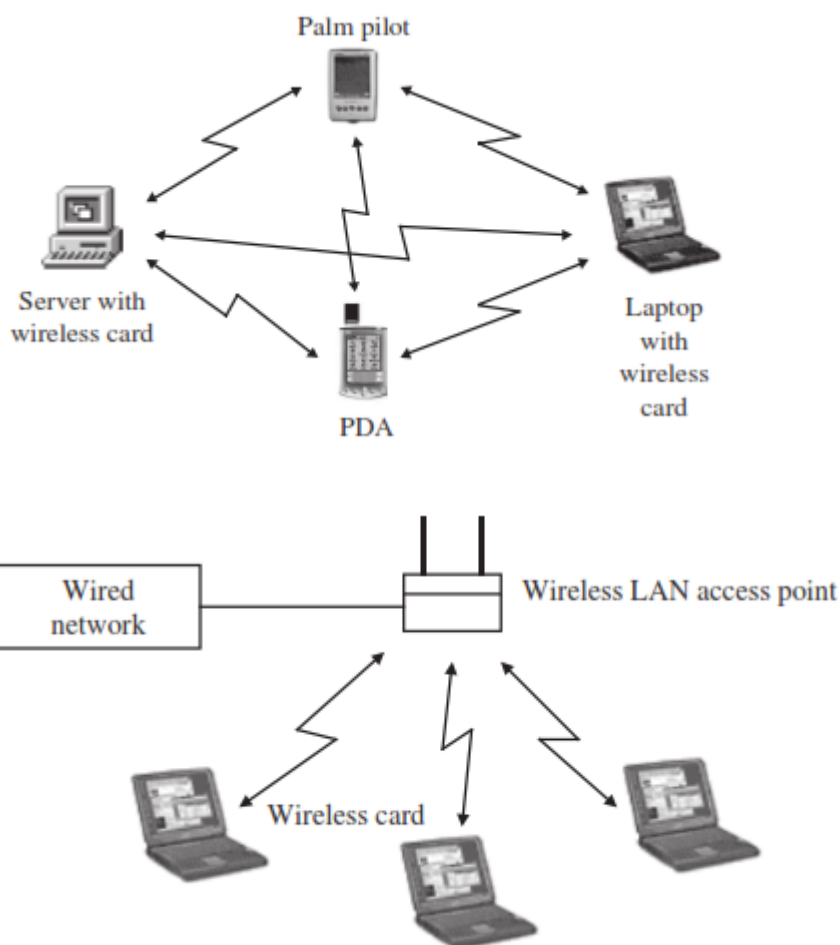 Palm pilot
Server with
wireless card
Laptop
with
wireless
card
PDA
Wired
network
Wireless LAN access point
Wireless card